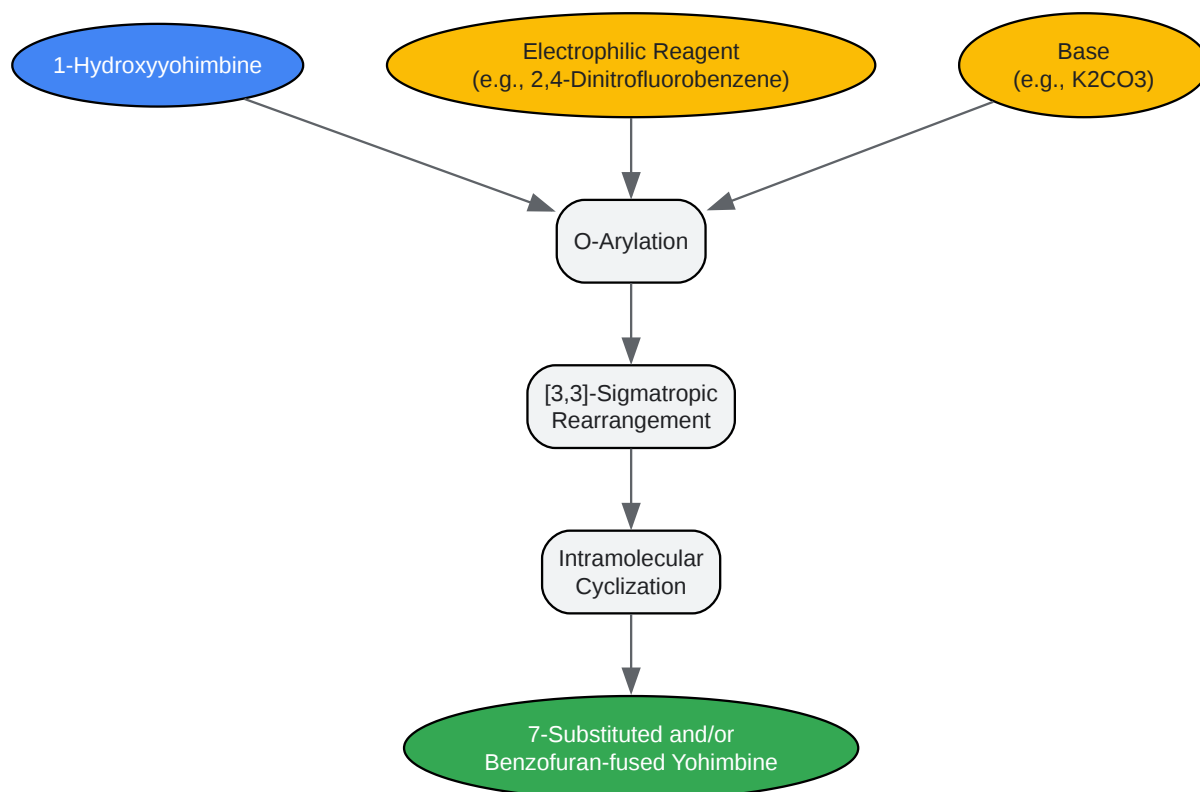 1-Hydroxyyohimbine
Electrophilic Reagent
(e.g., 2,4-Dinitrofluorobenzene)
Base
(e.g., K2CO3)
O-Arylation
[3,3]-Sigmatropic
Rearrangement
Intramolecular
Cyclization
7-Substituted and/or
Benzofuran-fused Yohimbine